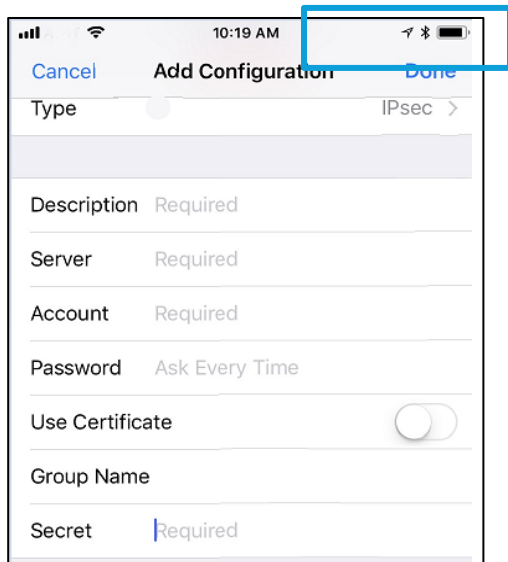 10:19 AM
Cancel Add Configuration Done
Type IPsec >
Description Required
Server Required
Account Required
Password Ask Every Time
Use Certificate
Group Name
Secret Required